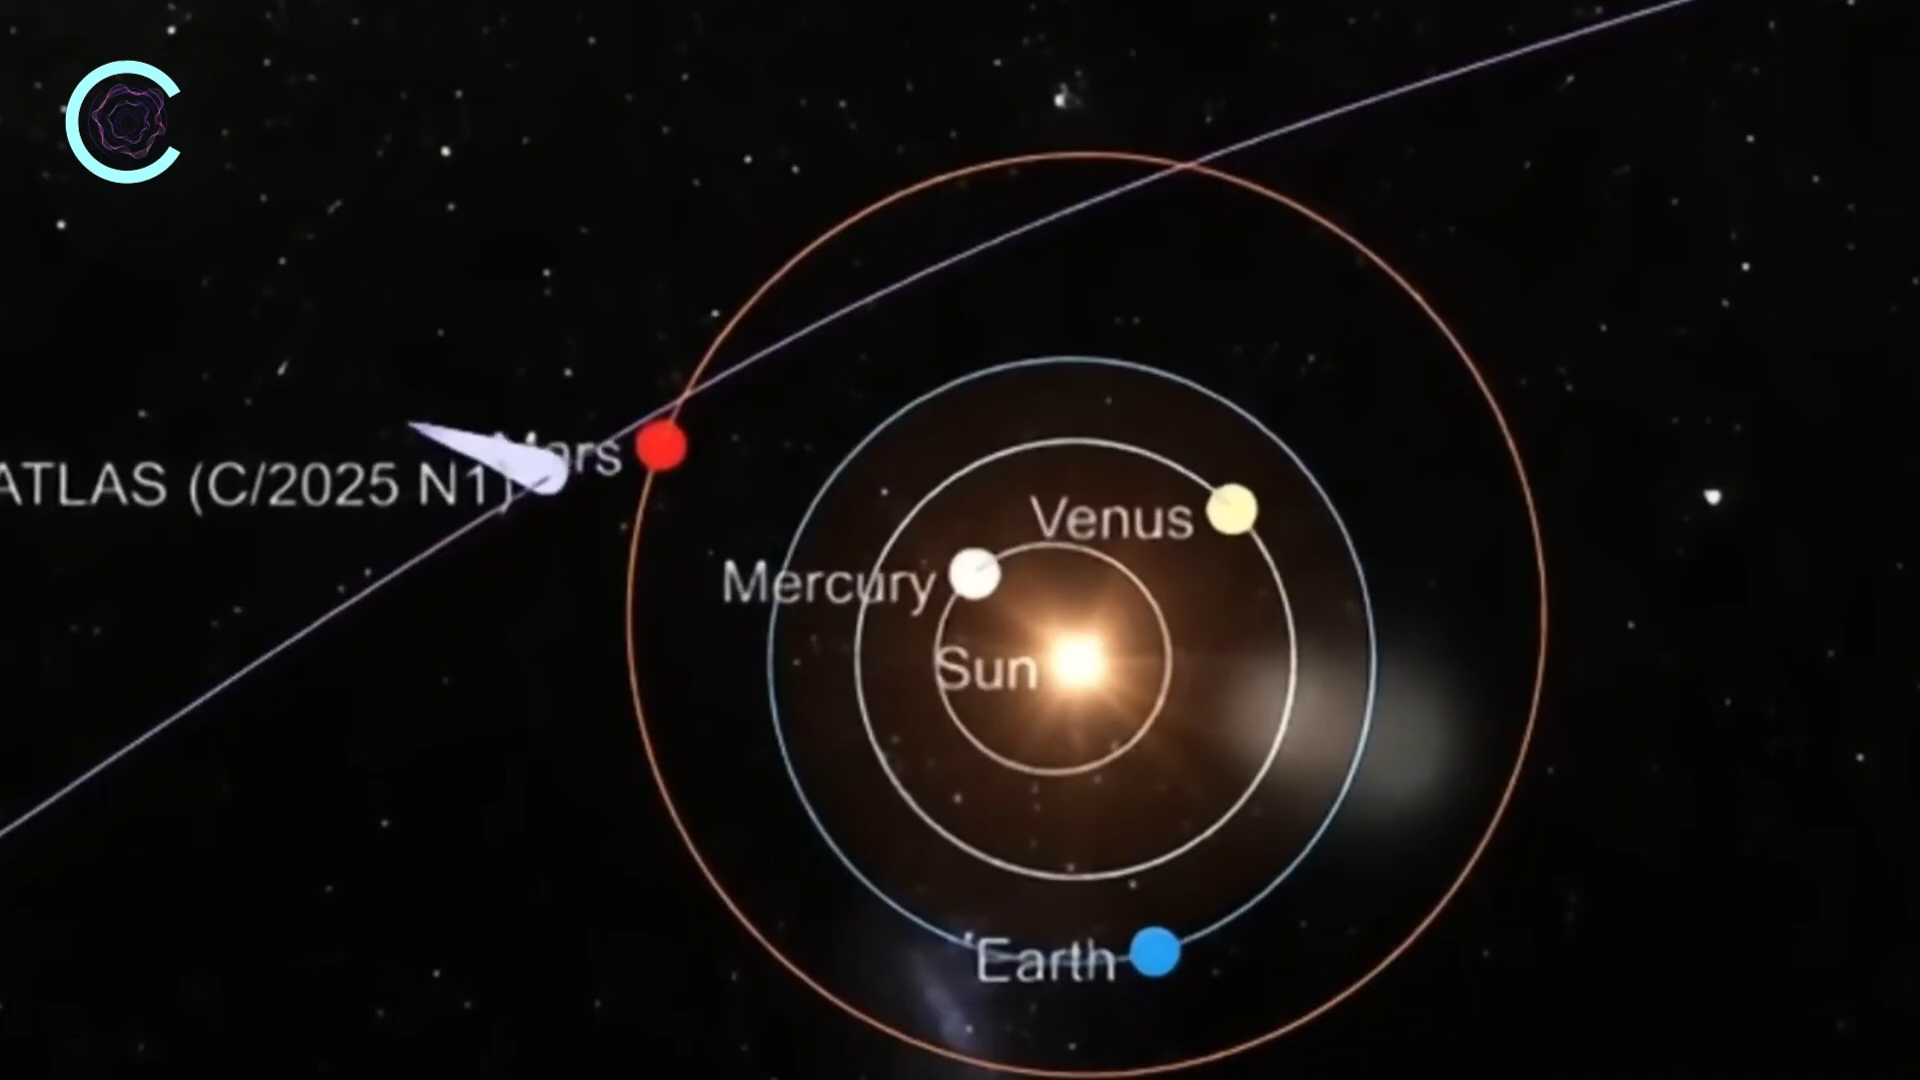 ATLAS (C/2025 N1)
Mars
Venus
Mercury
Sun
Earth